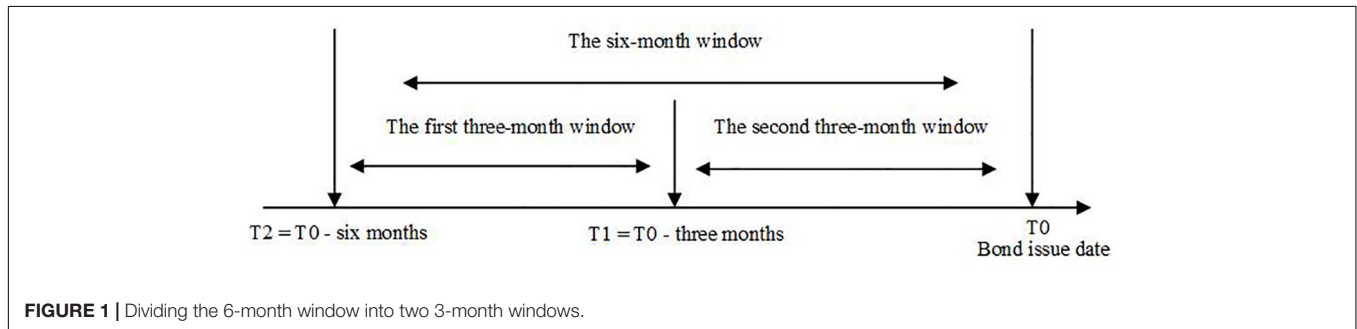 The six-month window
The first three-month window
The second three-month window
T2 = T0 - six months
T1 = T0 - three months
T0
Bond issue date
FIGURE 1 | Dividing the 6-month window into two 3-month windows.